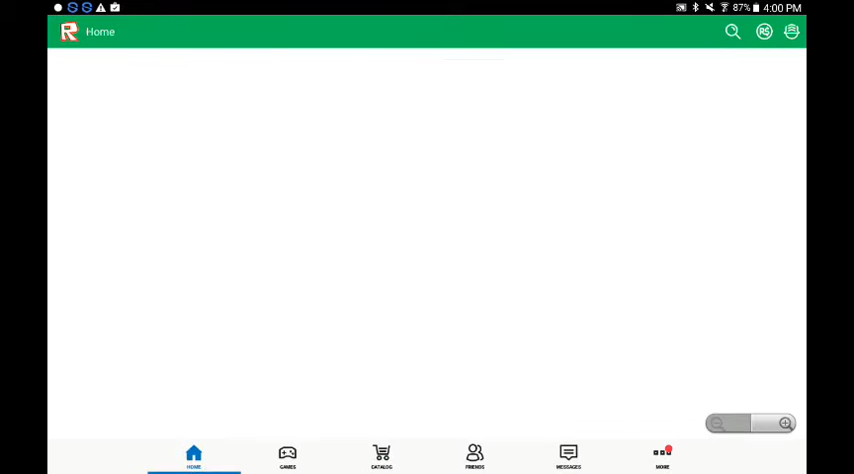 87% 4:00 PM
R Home R$
HOME GAMES CATALOG FRIENDS MESSAGES MORE